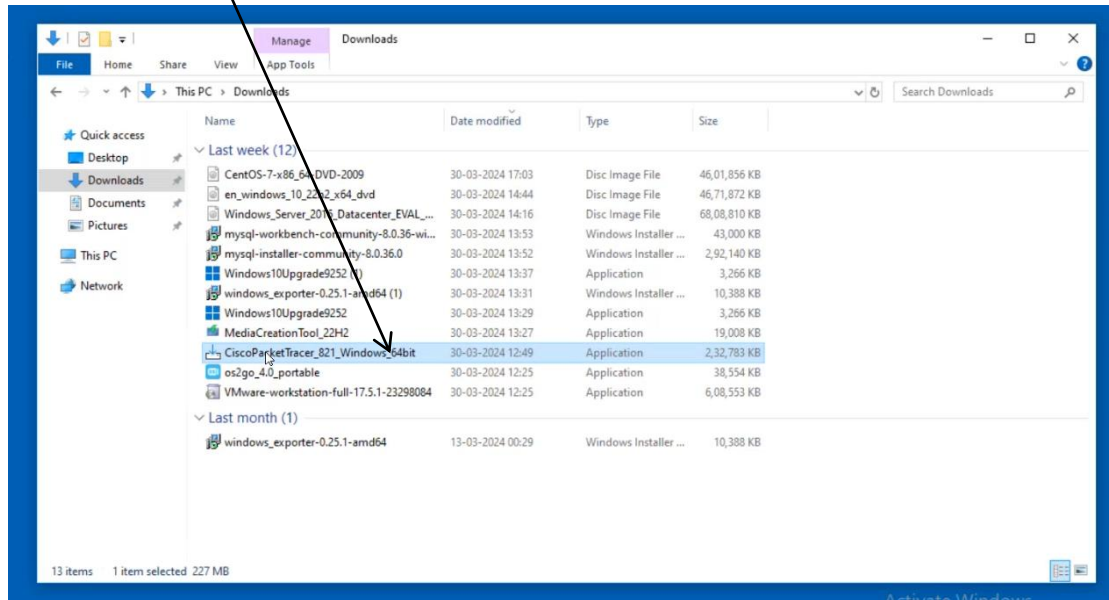 Manage Downloads
File Home Share View App Tools
This PC > Downloads Search Downloads
Name Date modified Type Size
Quick access
Desktop
Downloads
Documents
Pictures
This PC
Network
Last week (12)
CentOS-7-x86_64-DVD-2009 30-03-2024 17:03 Disc Image File 46,01,856 KB
en_windows_10_22h2_x64_dvd 30-03-2024 14:44 Disc Image File 46,71,872 KB
Windows_Server_2016_Datacenter_EVAL_... 30-03-2024 14:16 Disc Image File 68,08,810 KB
mysql-workbench-community-8.0.36-wi... 30-03-2024 13:53 Windows Installer ... 43,000 KB
mysql-installer-community-8.0.36.0 30-03-2024 13:52 Windows Installer ... 2,92,140 KB
Windows10Upgrade9252 (1) 30-03-2024 13:37 Application 3,266 KB
windows_exporter-0.25.1-amd64 (1) 30-03-2024 13:31 Windows Installer ... 10,388 KB
Windows10Upgrade9252 30-03-2024 13:29 Application 3,266 KB
MediaCreationTool_22H2 30-03-2024 13:27 Application 19,008 KB
CiscoPacketTracer_821_Windows_64bit 30-03-2024 12:49 Application 2,32,783 KB
os2go_4.0_portable 30-03-2024 12:25 Application 38,554 KB
VMware-workstation-full-17.5.1-23298084 30-03-2024 12:25 Application 6,08,553 KB
Last month (1)
windows_exporter-0.25.1-amd64 13-03-2024 00:29 Windows Installer ... 10,388 KB
13 items 1 item selected 227 MB
Activate Windows